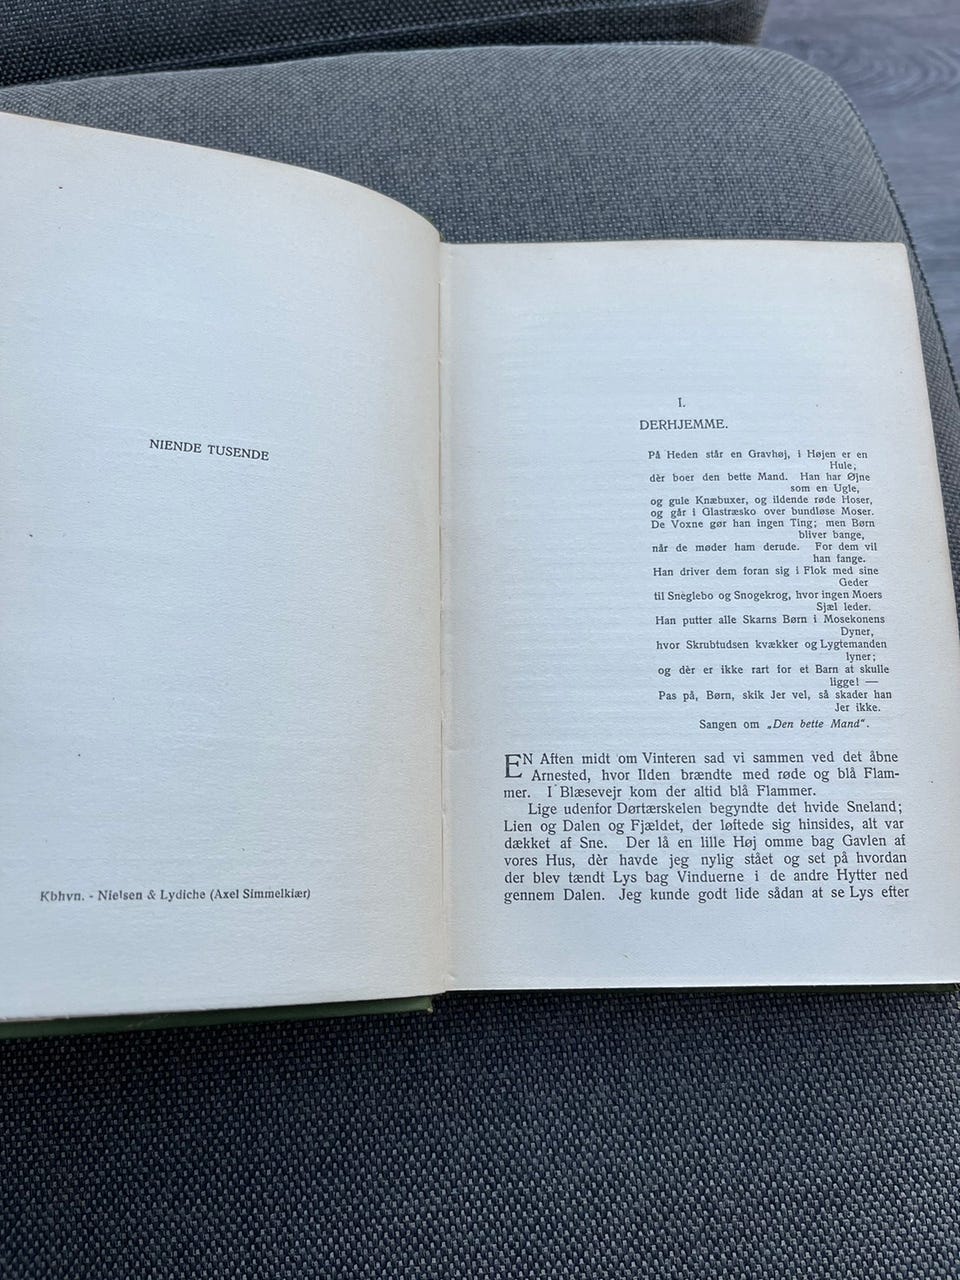 NIENDE TUSENDE
Kbhvn. - Nielsen & Lydiche (Axel Simmelkiær)
I.
DERHJEMME.
På Heden står en Gravhøj, i Højen er en
Hule;
dèr boer den bette Mand. Han har Øjne
som en Ugle,
og gule Knæbuxer, og ildende røde Hoser,
og går i Glastræsko over bundløse Moser.
De Voxne gør han ingen Ting; men Børn
bliver bange,
når de møder ham derude. For dem vil
han fange.
Han driver dem foran sig i Flok med sine
Geder
til Sneglebo og Snogekrog, hvor ingen Moers
Sjæl leder.
Han putter alle Skarns Børn i Mosekonens
Dyner,
hvor Skrubtudsen kvækker og Lygtemanden
lyner;
og dèr er ikke rart for et Barn at skulle
ligge! —
Pas på, Børn, skik Jer vel, så skader han
Jer ikke.
Sangen om „Den bette Mand".
EN Aften midt om Vinteren sad vi sammen ved det åbne
Arnested, hvor Ilden brændte med røde og blå Flam-
mer. I Blæsevejr kom der altid blå Flammer.
Lige udenfor Dørtærskelen begyndte det hvide Sneland;
Lien og Dalen og Fjældet, der løftede sig hinsides, alt var
dækket af Sne. Der lå en lille Høj omme bag Gavlen af
vores Hus, dèr havde jeg nylig stået og set på hvordan
der blev tændt Lys bag Vinduerne i de andre Hytter ned
gennem Dalen. Jeg kunde godt lide sådan at se Lys efter